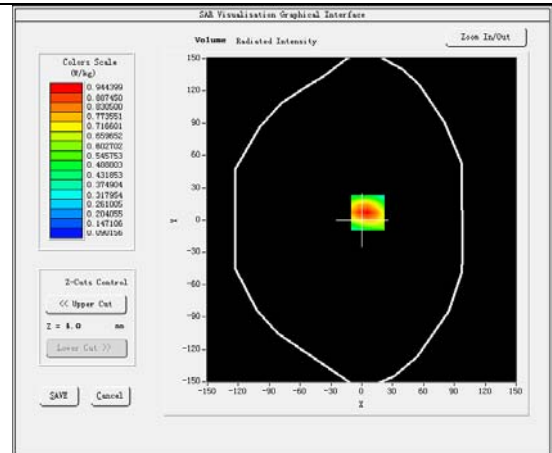 SAR Visualisation Graphical Interface
Volume Radiated Intensity
Zoom In/Out
Colors Scale
(W/kg)
0.944399
0.887450
0.830500
0.773551
0.716601
0.659652
0.602702
0.545753
0.488803
0.431853
0.374904
0.317954
0.261005
0.204055
0.147106
0.090156
150
120
90
60
30
0
-30
-60
-90
-120
-150
Y
-150 -120 -90 -60 -30 0 30 60 90 120 150
X
Z-Cuts Control
<< Upper Cut
Z = 4.0 mm
Lower Cut >>
SAVE Cancel